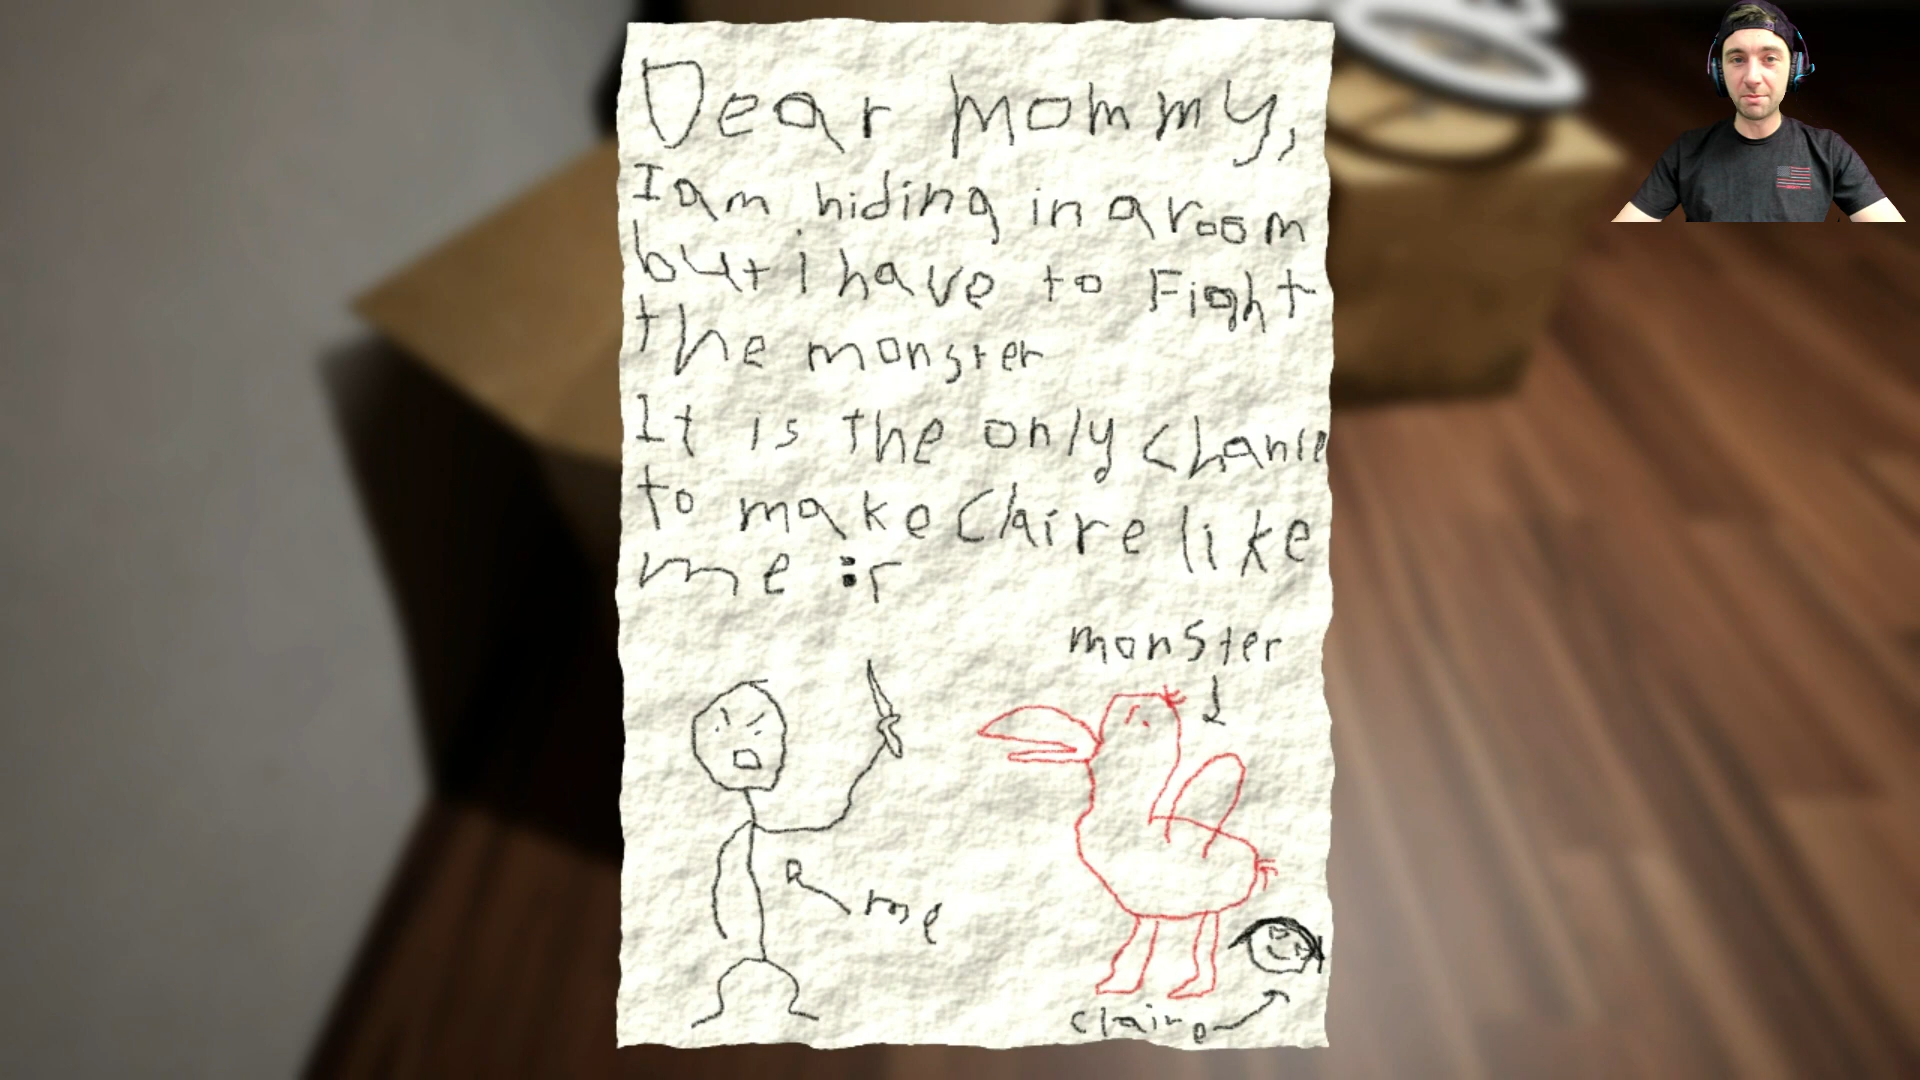 Dear Mommy,
I am hiding in a room
but i have to Fight
the monster
It is the only chance
to make Claire like
me :r
monster
me
claire